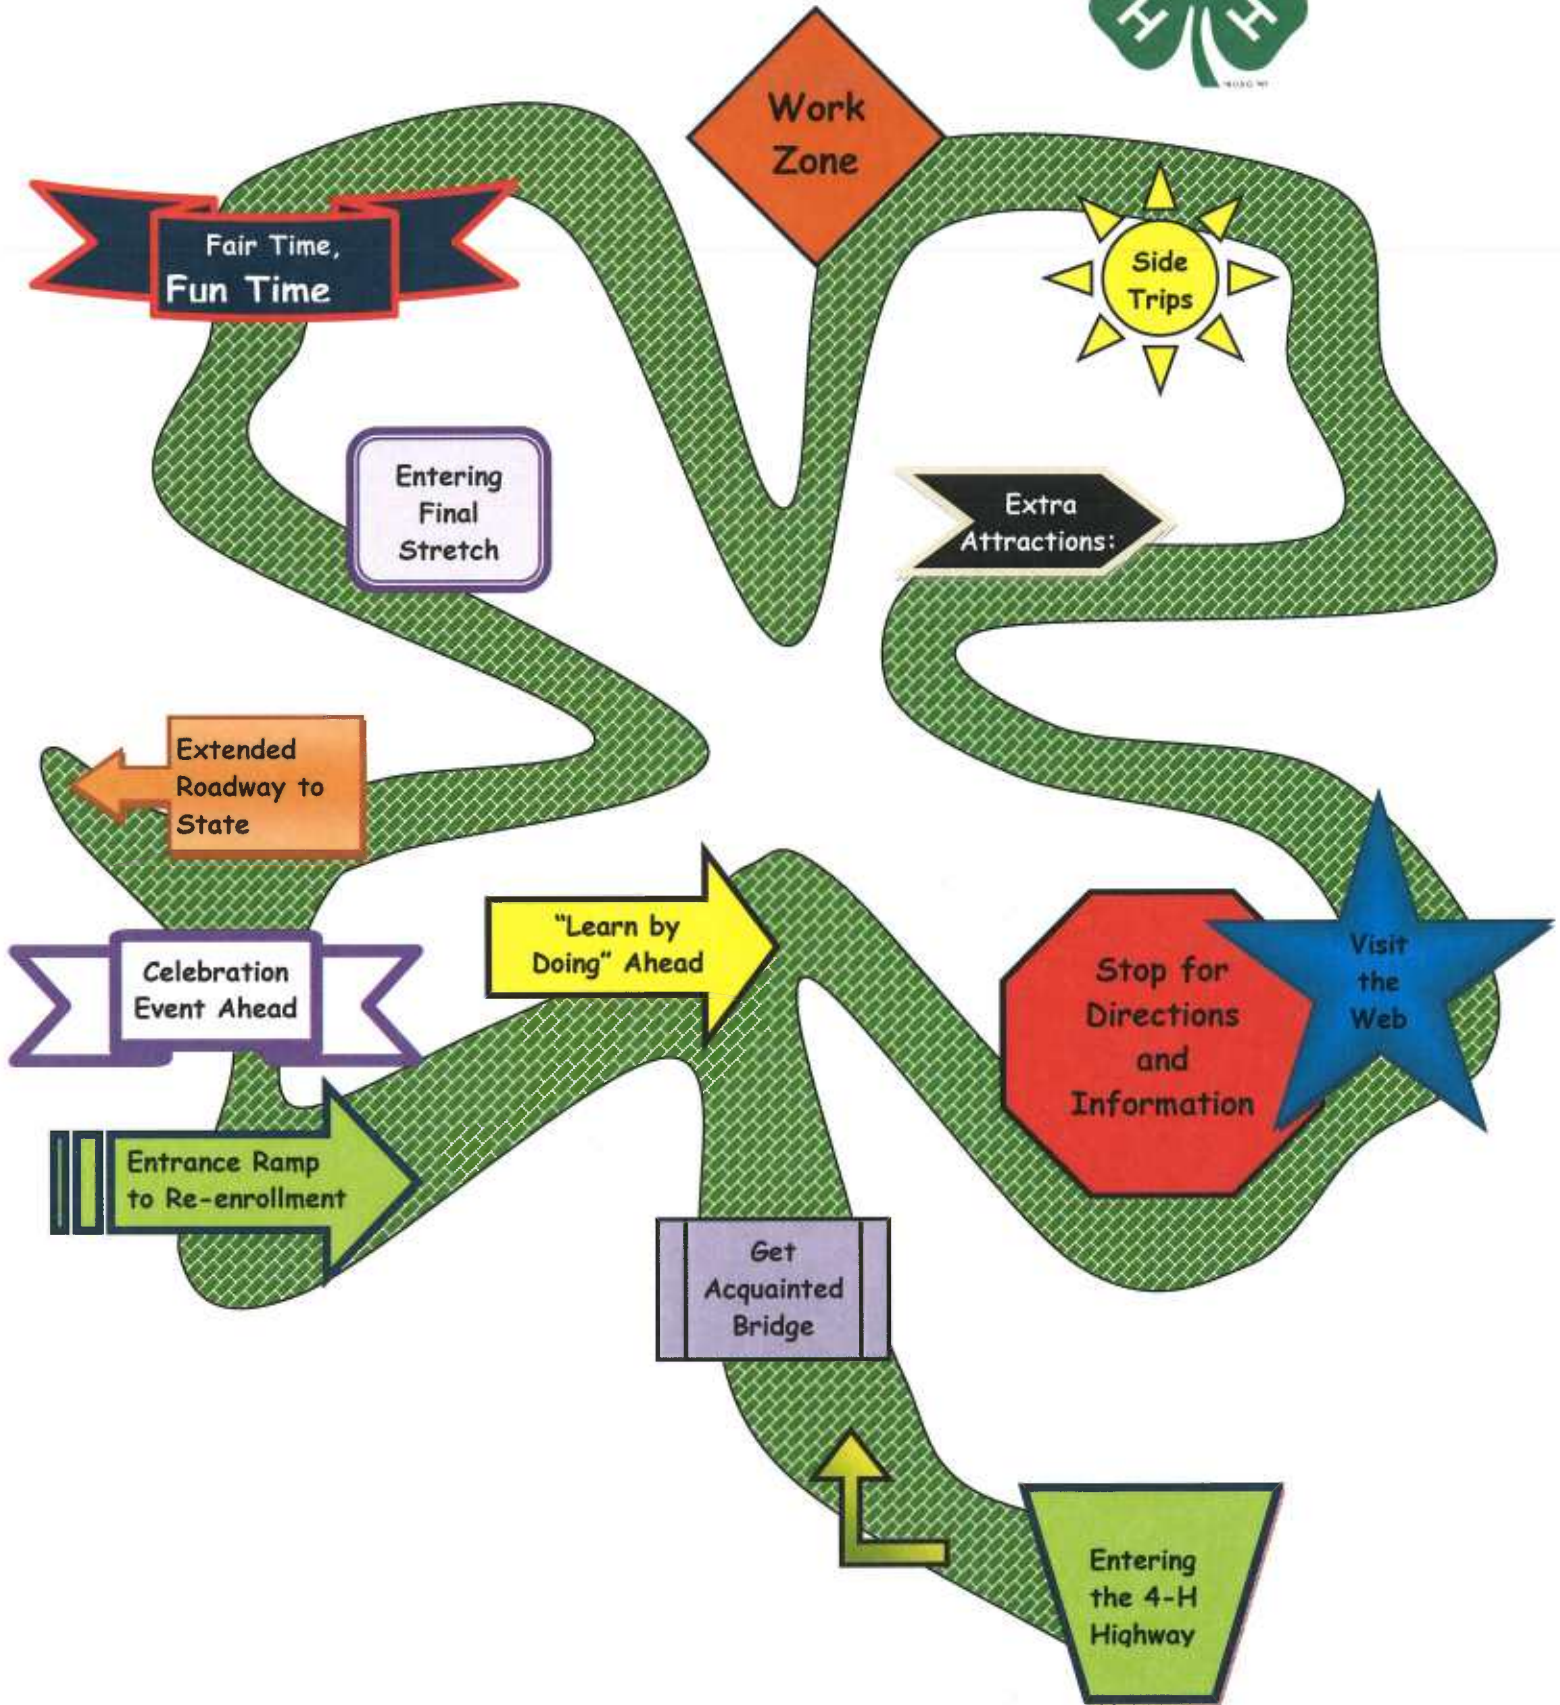 H H
Work
Zone
Fair Time,
Fun Time
Side
Trips
Entering
Final
Stretch
Extra
Attractions:
Extended
Roadway to
State
"Learn by
Doing" Ahead
Celebration
Event Ahead
Stop for
Directions
and
Information
Visit
the
Web
Entrance Ramp
to Re-enrollment
Get
Acquainted
Bridge
Entering
the 4-H
Highway